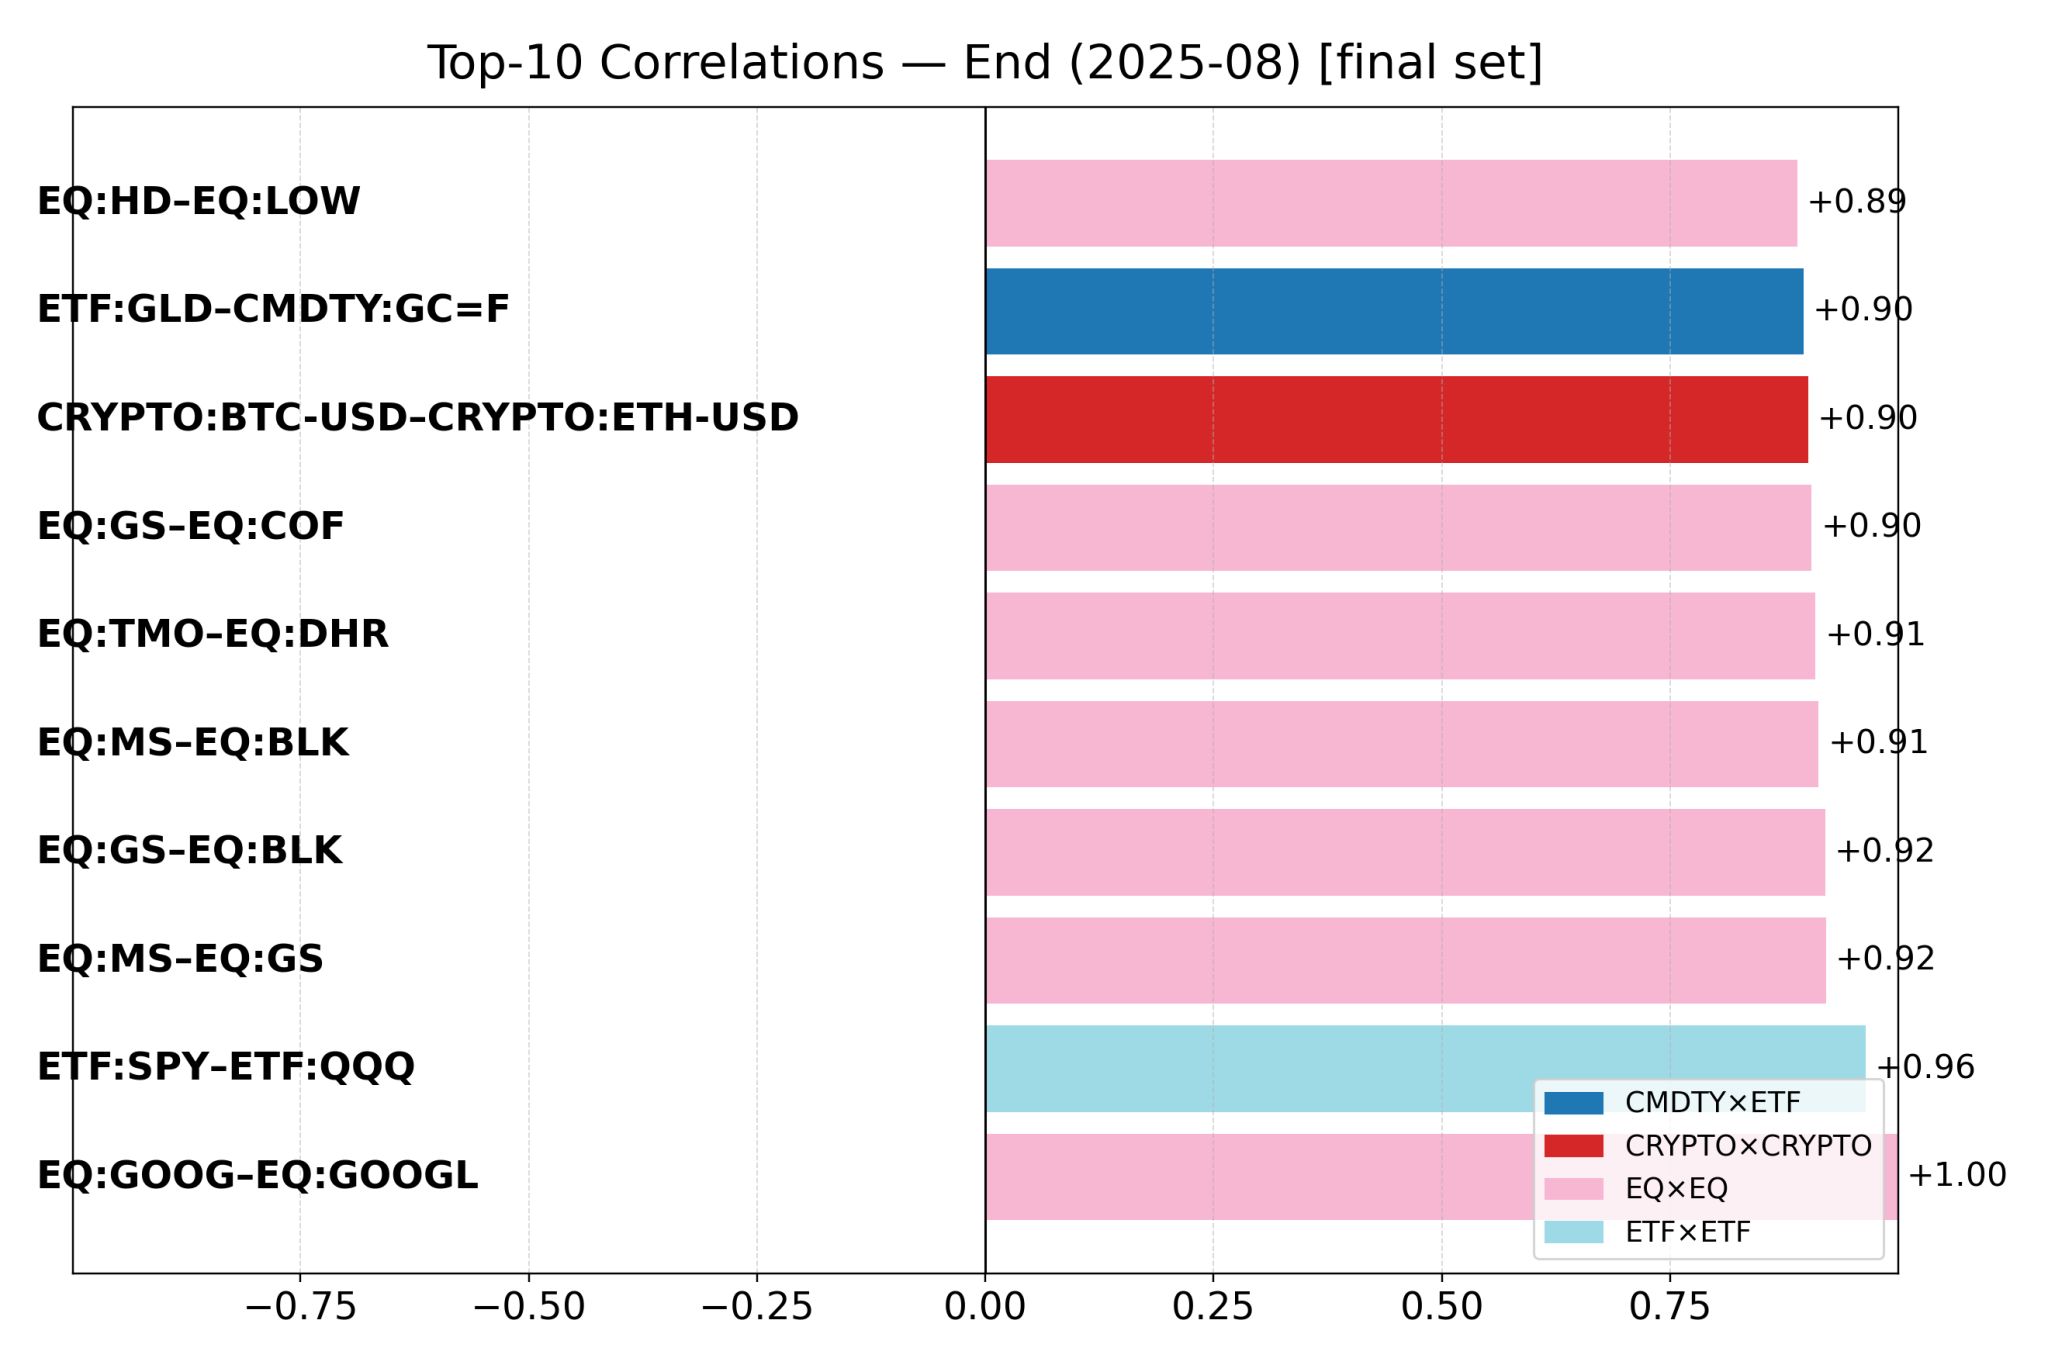 Top-10 Correlations — End (2025-08) [final set]
EQ:HD–EQ:LOW +0.89
ETF:GLD–CMDTY:GC=F +0.90
CRYPTO:BTC-USD–CRYPTO:ETH-USD +0.90
EQ:GS–EQ:COF +0.90
EQ:TMO–EQ:DHR +0.91
EQ:MS–EQ:BLK +0.91
EQ:GS–EQ:BLK +0.92
EQ:MS–EQ:GS +0.92
ETF:SPY–ETF:QQQ +0.96
EQ:GOOG–EQ:GOOGL +1.00
CMDTY×ETF
CRYPTO×CRYPTO
EQ×EQ
ETF×ETF
−0.75 −0.50 −0.25 0.00 0.25 0.50 0.75